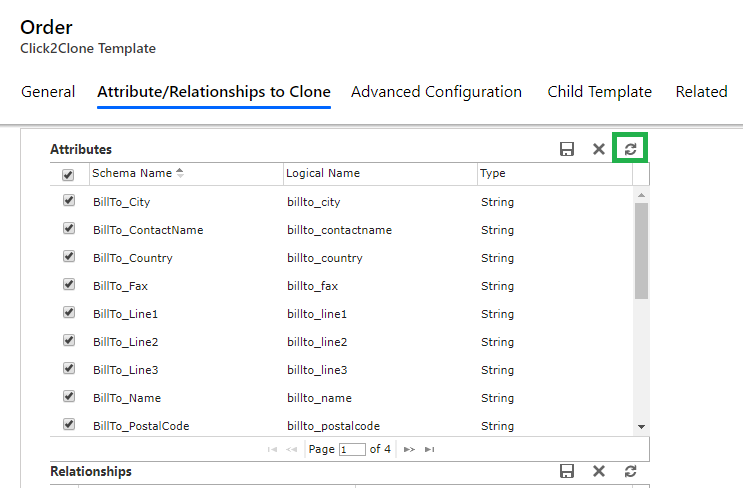 Order
Click2Clone Template
General Attribute/Relationships to Clone Advanced Configuration Child Template Related
Attributes
Schema Name Logical Name Type
BillTo_City billto_city String
BillTo_ContactName billto_contactname String
BillTo_Country billto_country String
BillTo_Fax billto_fax String
BillTo_Line1 billto_line1 String
BillTo_Line2 billto_line2 String
BillTo_Line3 billto_line3 String
BillTo_Name billto_name String
BillTo_PostalCode billto_postalcode String
Page 1 of 4
Relationships